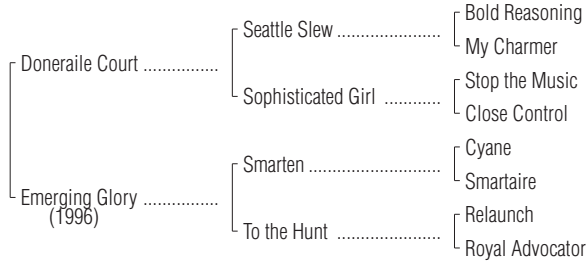 Bold Reasoning
Seattle Slew .....................
My Charmer
Doneraile Court ...............
Stop the Music
Sophisticated Girl ...........
Close Control
Cyane
Smarten ...........................
Smartaire
Emerging Glory ...............
(1996)
Relaunch
To the Hunt .....................
Royal Advocator